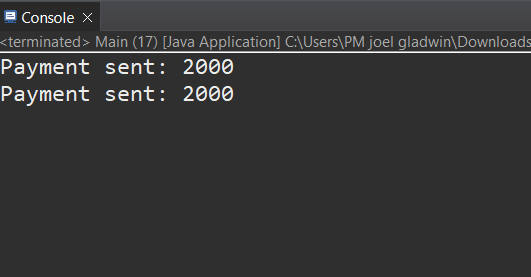 Console
<terminated> Main (17) [Java Application] C:\Users\PM joel gladwin\Downloads
Payment sent: 2000
Payment sent: 2000